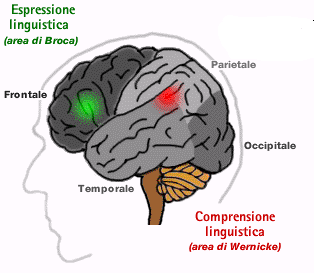 Espressione
linguistica
(area di Broca)
Parietale
Frontale
Occipitale
Temporale
Comprensione
linguistica
(area di Wernicke)